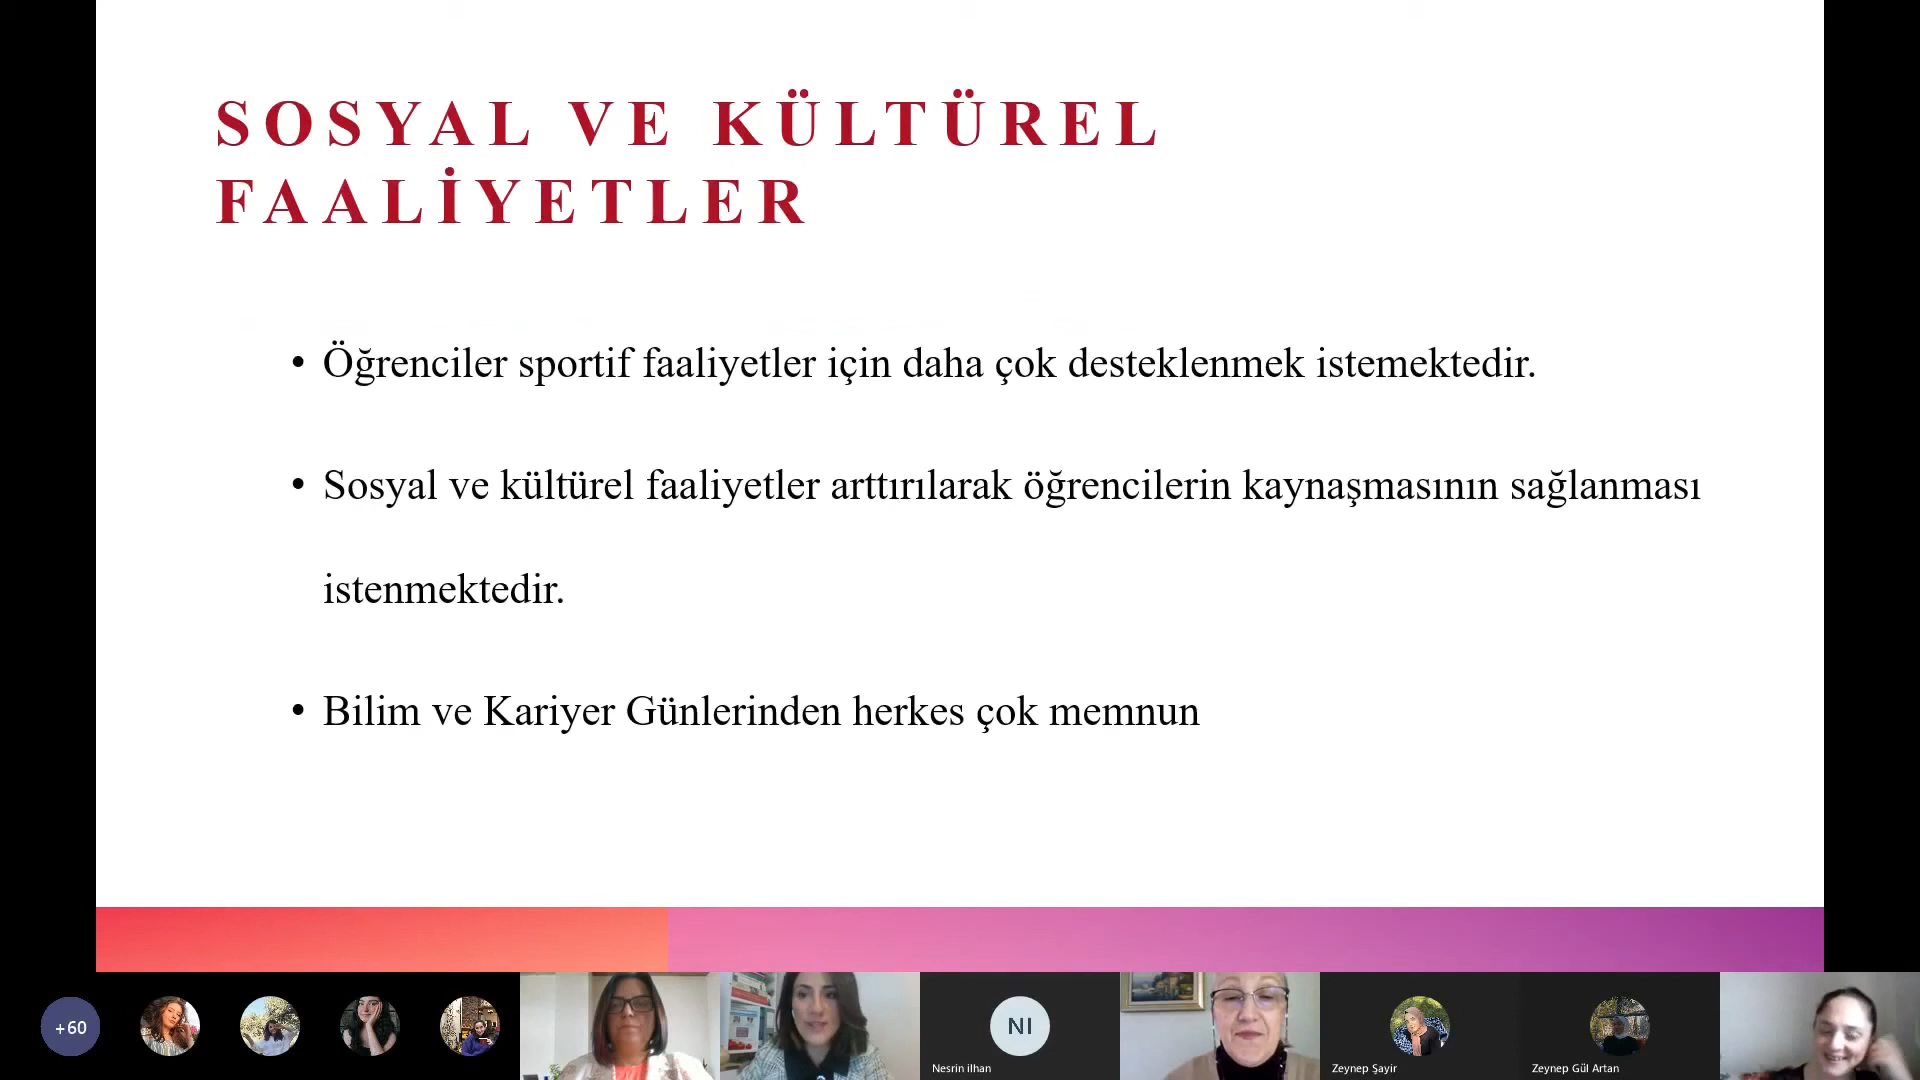 SOSYAL VE KÜLTÜREL
FAALİYETLER
• Öğrenciler sportif faaliyetler için daha çok desteklenmek istemektedir.
• Sosyal ve kültürel faaliyetler arttırılarak öğrencilerin kaynaşmasının sağlanması
istenmektedir.
• Bilim ve Kariyer Günlerinden herkes çok memnun
+60
NI
Nesrin ilhan
Zeynep Şayir
Zeynep Gül Artan